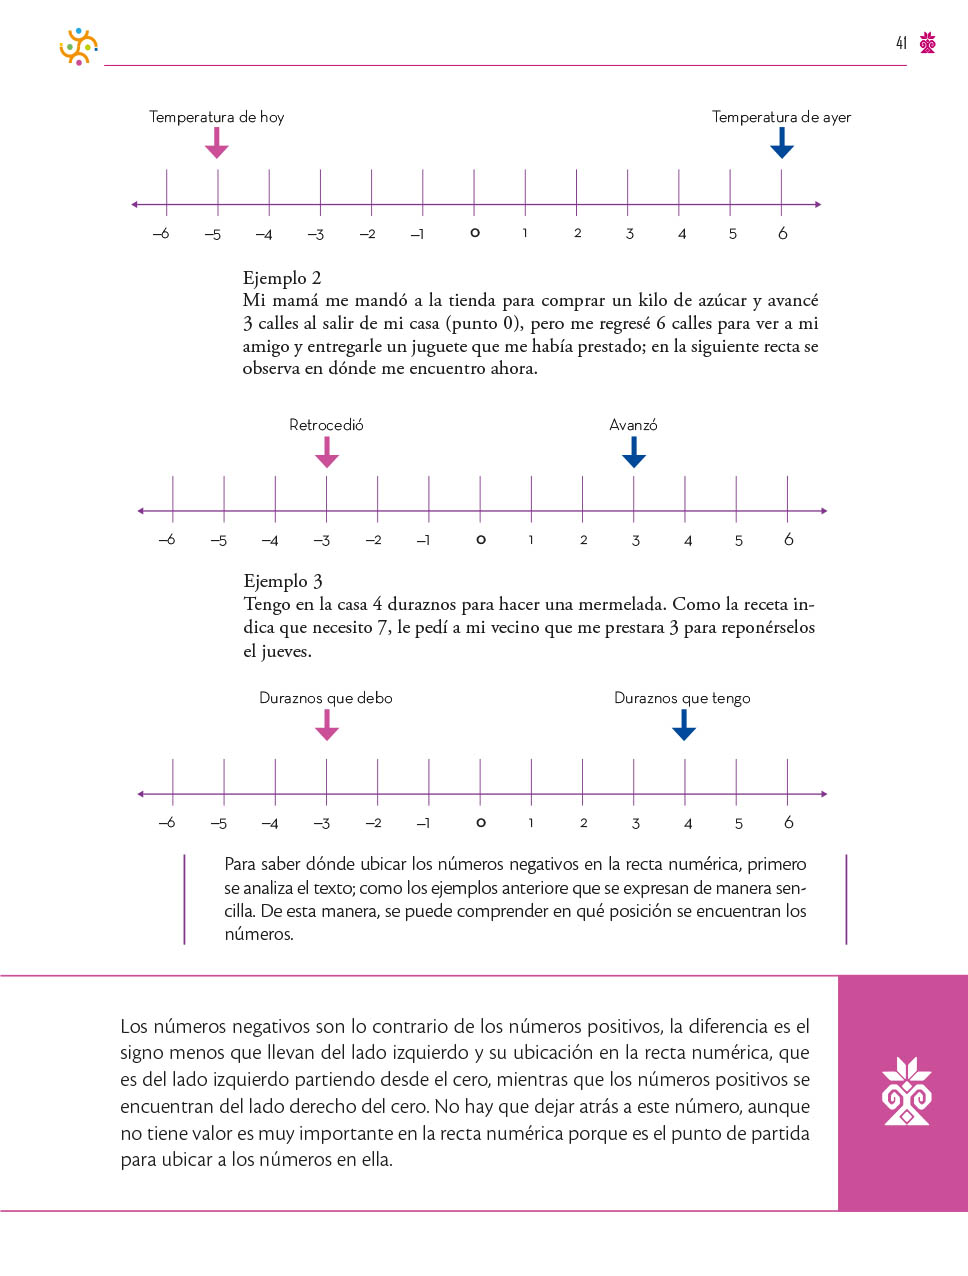 41
Temperatura de hoy Temperatura de ayer
–6 –5 –4 –3 –2 –1 0 1 2 3 4 5 6
Ejemplo 2
Mi mamá me mandó a la tienda para comprar un kilo de azúcar y avancé
3 calles al salir de mi casa (punto 0), pero me regresé 6 calles para ver a mi
amigo y entregarle un juguete que me había prestado; en la siguiente recta se
observa en dónde me encuentro ahora.
Retrocedió Avanzó
–6 –5 –4 –3 –2 –1 0 1 2 3 4 5 6
Ejemplo 3
Tengo en la casa 4 duraznos para hacer una mermelada. Como la receta in-
dica que necesito 7, le pedí a mi vecino que me prestara 3 para reponérselos
el jueves.
Duraznos que debo Duraznos que tengo
–6 –5 –4 –3 –2 –1 0 1 2 3 4 5 6
Para saber dónde ubicar los números negativos en la recta numérica, primero
se analiza el texto; como los ejemplos anteriore que se expresan de manera sen-
cilla. De esta manera, se puede comprender en qué posición se encuentran los
números.
Los números negativos son lo contrario de los números positivos, la diferencia es el
signo menos que llevan del lado izquierdo y su ubicación en la recta numérica, que
es del lado izquierdo partiendo desde el cero, mientras que los números positivos se
encuentran del lado derecho del cero. No hay que dejar atrás a este número, aunque
no tiene valor es muy importante en la recta numérica porque es el punto de partida
para ubicar a los números en ella.